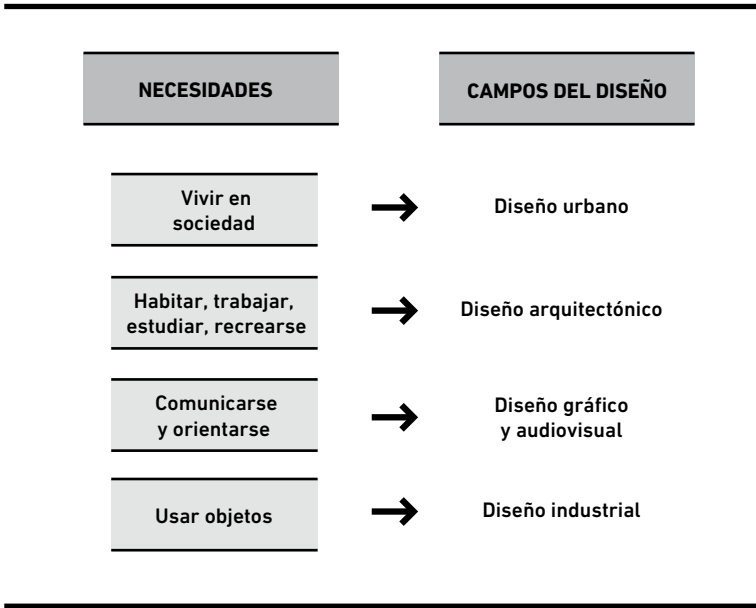 NECESIDADES
CAMPOS DEL DISEÑO
Vivir en
sociedad
Diseño urbano
Habitar, trabajar,
estudiar, recrearse
Diseño arquitectónico
Comunicarse
y orientarse
Diseño gráfico
y audiovisual
Usar objetos
Diseño industrial